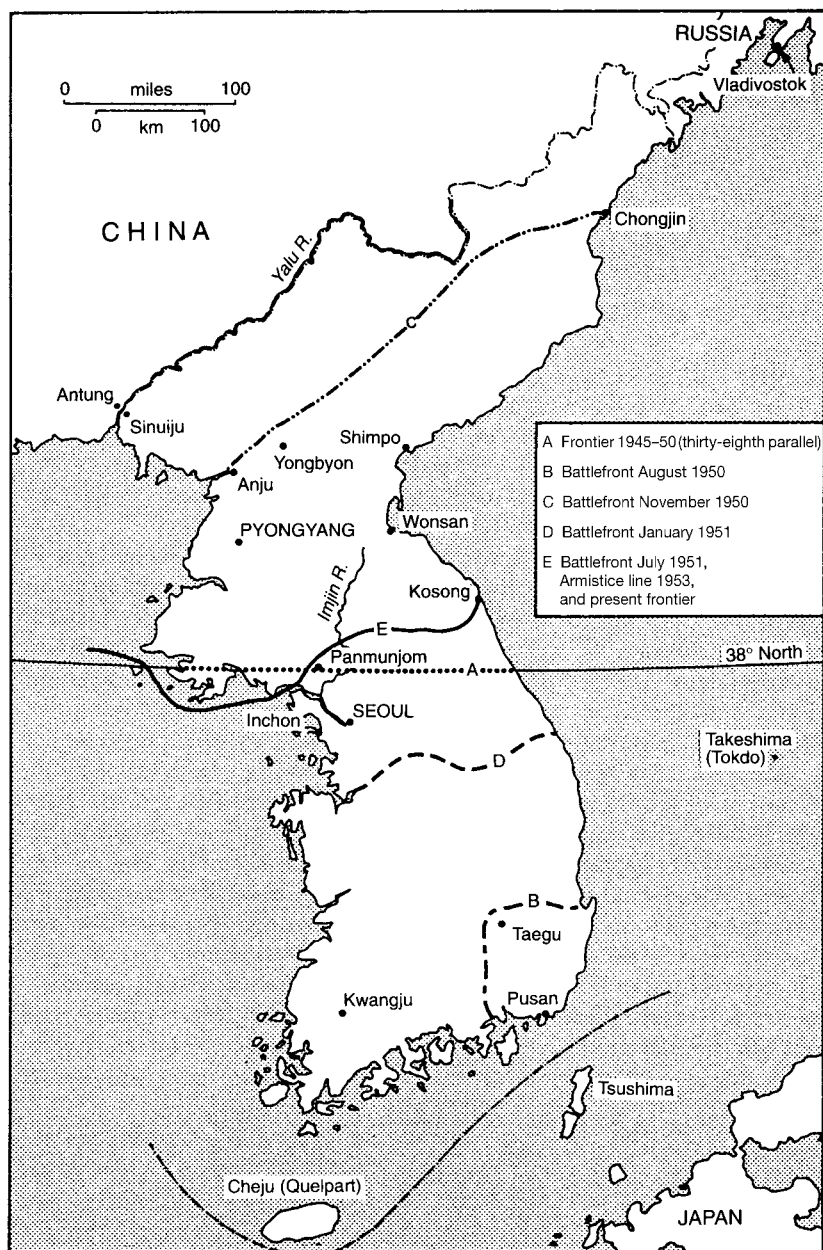 RUSSIA
Vladivostok
0 miles 100
0 km 100
CHINA
Yalu R.
Chongjin
C
Antung
Sinuiju
Yongbyon
Shimpo
Anju
PYONGYANG
Wonsan
Imjin R.
Kosong
E
Panmunjom
A
38° North
Inchon
SEOUL
D
Takeshima
(Tokdo)
B
Taegu
Kwangju
Pusan
Tsushima
Cheju (Quelpart)
JAPAN
A Frontier 1945–50 (thirty-eighth parallel)
B Battlefront August 1950
C Battlefront November 1950
D Battlefront January 1951
E Battlefront July 1951,
Armistice line 1953,
and present frontier